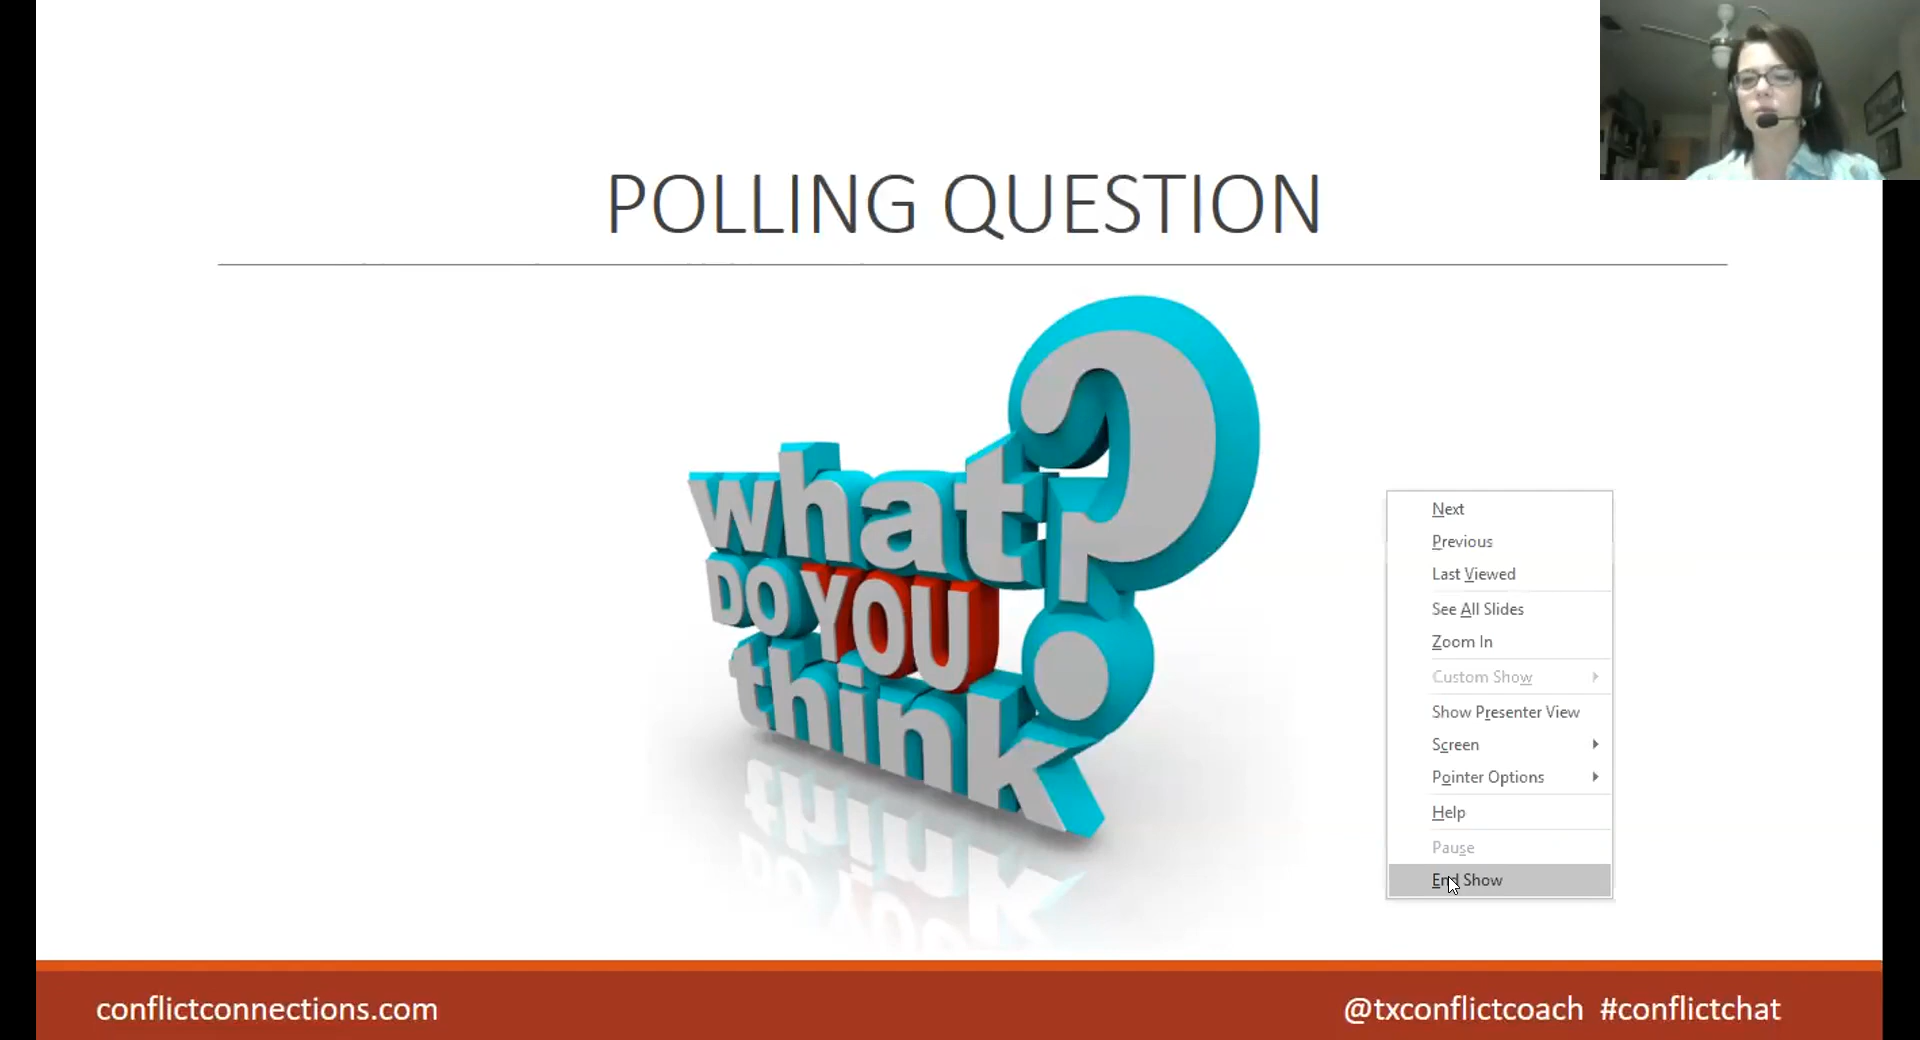 POLLING QUESTION
what?
DO YOU
think
Next
Previous
Last Viewed
See All Slides
Zoom In
Custom Show
Show Presenter View
Screen
Pointer Options
Help
Pause
End Show
conflictconnections.com
@txconflictcoach #conflictchat